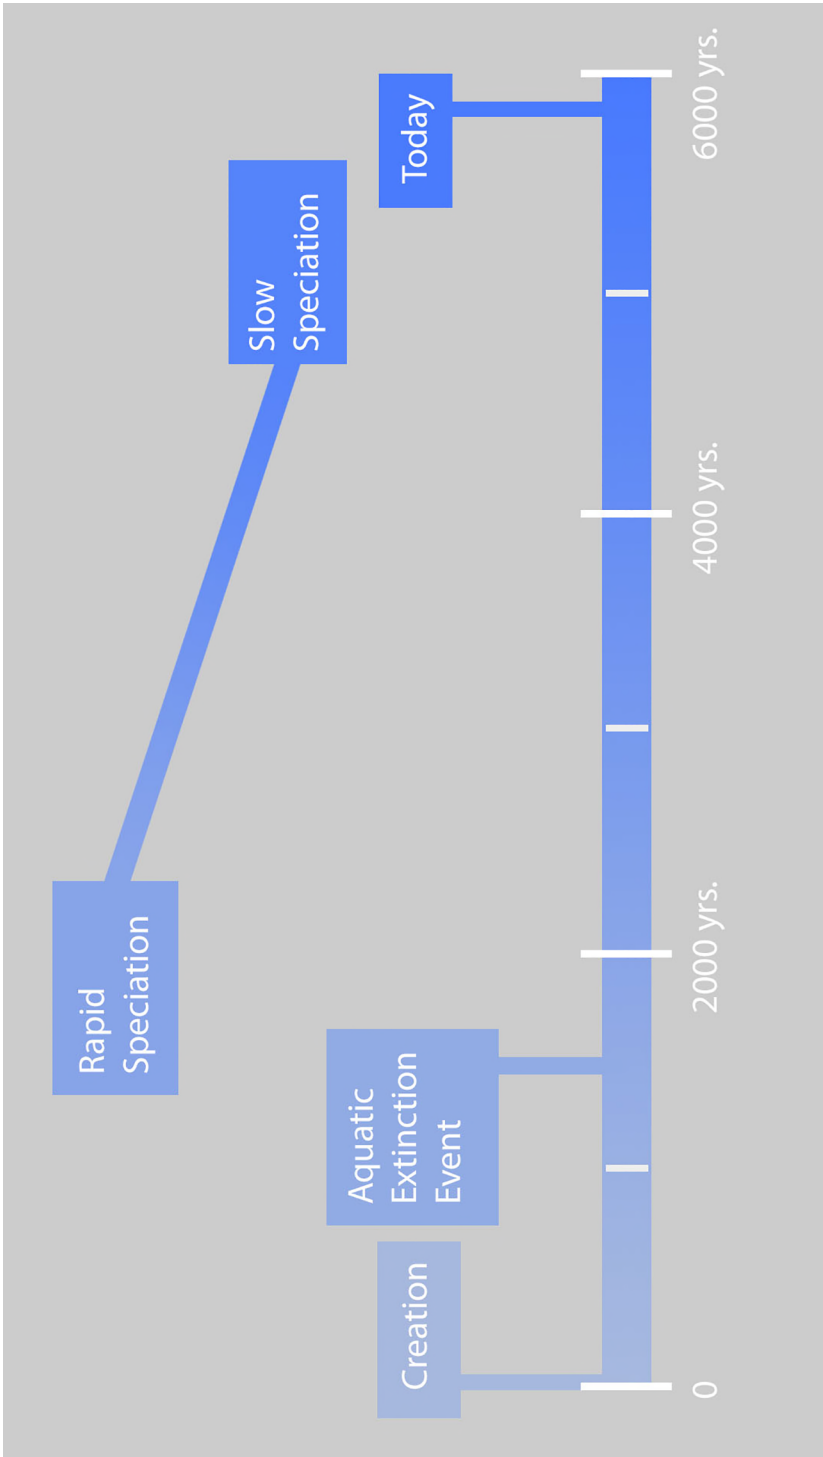 Rapid
Speciation
Slow
Speciation
Creation
Aquatic
Extinction
Event
Today
0
2000 yrs.
4000 yrs.
6000 yrs.